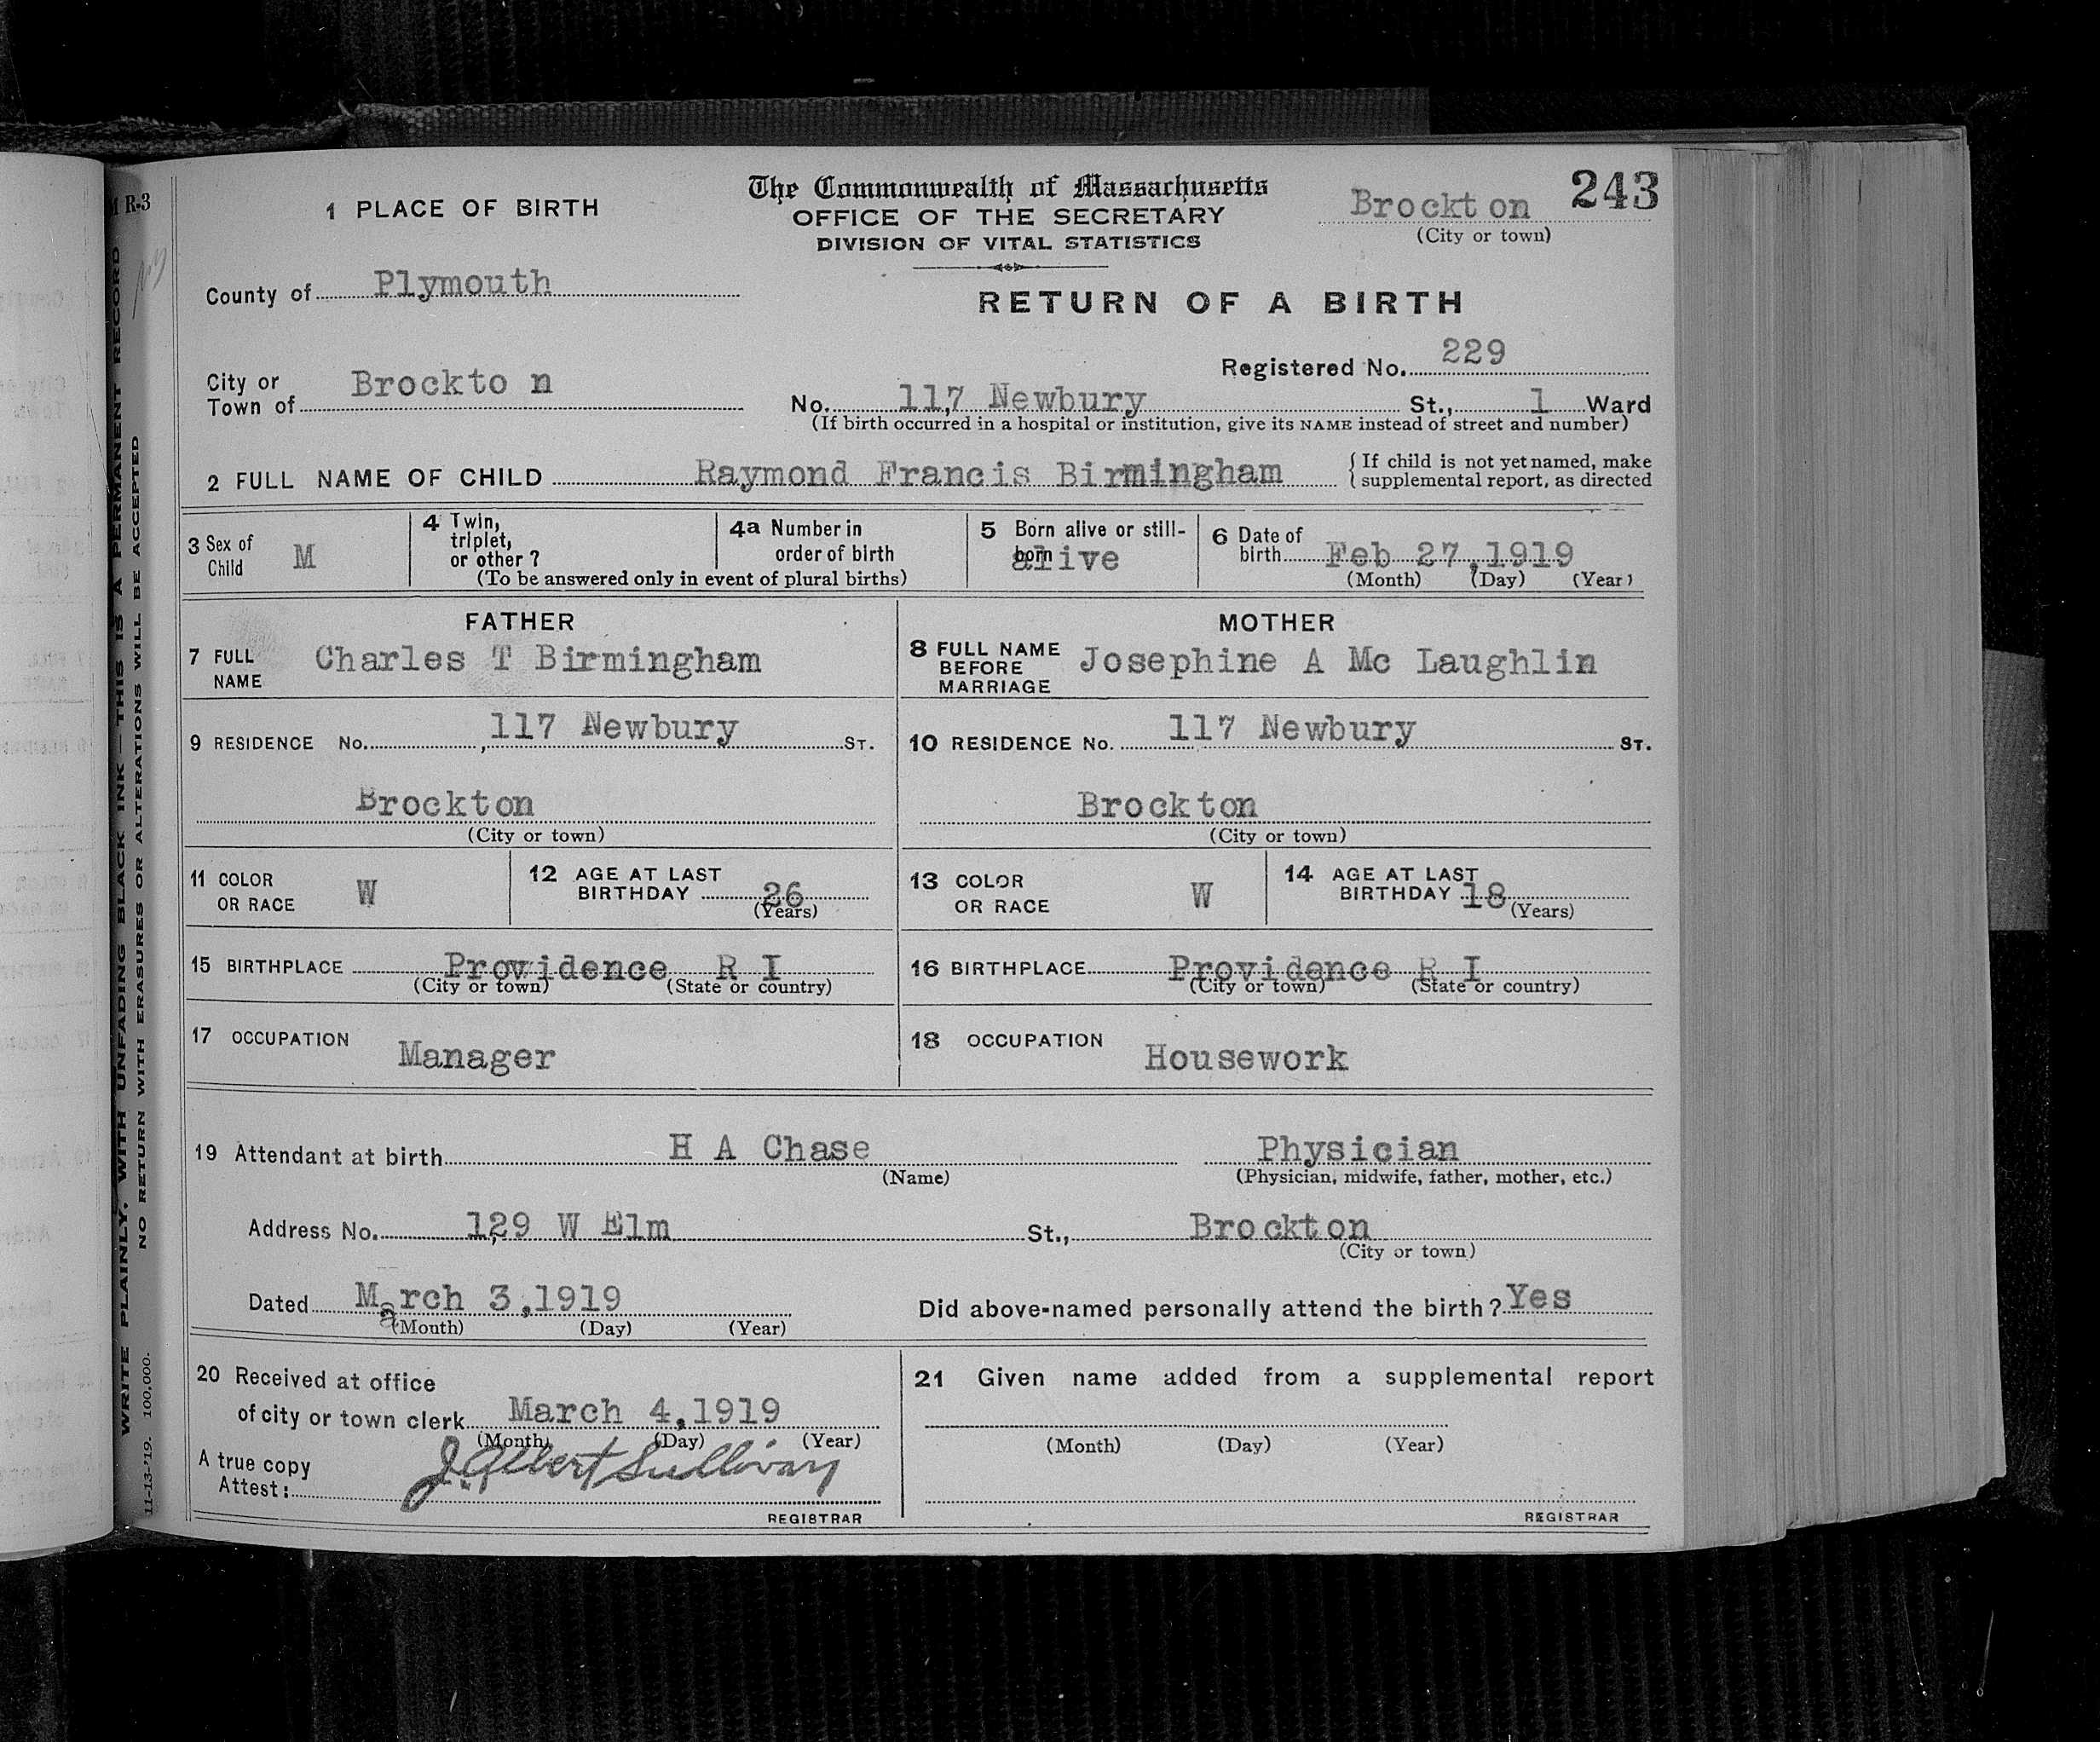 M R-3
WRITE PLAINLY, WITH UNFADING BLACK INK — THIS IS A PERMANENT RECORD
NO RETURN WITH ERASURES OR ALTERATIONS WILL BE ACCEPTED
11-13-'19. 100,000.
1 PLACE OF BIRTH
The Commonwealth of Massachusetts
OFFICE OF THE SECRETARY
DIVISION OF VITAL STATISTICS
Brockton 243
(City or town)
County of Plymouth
RETURN OF A BIRTH
Registered No. 229
City or Town of Brockto n
No. 117 Newbury St., 1 Ward
(If birth occurred in a hospital or institution, give its NAME instead of street and number)
2 FULL NAME OF CHILD Raymond Francis Birmingham { If child is not yet named, make
supplemental report, as directed
3 Sex of Child M
4 Twin, triplet, or other ?
4a Number in order of birth
(To be answered only in event of plural births)
5 Born alive or still-born alive
6 Date of birth Feb 27,1919
(Month) (Day) (Year)
FATHER
MOTHER
7 FULL NAME Charles T Birmingham
8 FULL NAME BEFORE MARRIAGE Josephine A Mc Laughlin
9 RESIDENCE No. 117 Newbury ST.
10 RESIDENCE No. 117 Newbury ST.
Brockton
(City or town)
Brockton
(City or town)
11 COLOR OR RACE W
12 AGE AT LAST BIRTHDAY 26 (Years)
13 COLOR OR RACE W
14 AGE AT LAST BIRTHDAY 18 (Years)
15 BIRTHPLACE Providence R I
(City or town) (State or country)
16 BIRTHPLACE Providence R I
(City or town) (State or country)
17 OCCUPATION Manager
18 OCCUPATION Housework
19 Attendant at birth H A Chase Physician
(Name) (Physician, midwife, father, mother, etc.)
Address No. 129 W Elm St., Brockton
(City or town)
Dated March 3,1919
(Month) (Day) (Year)
Did above-named personally attend the birth? Yes
20 Received at office
of city or town clerk March 4,1919
(Month) (Day) (Year)
A true copy
Attest: J. Albert Sullivan
REGISTRAR
21 Given name added from a supplemental report
(Month) (Day) (Year)
REGISTRAR